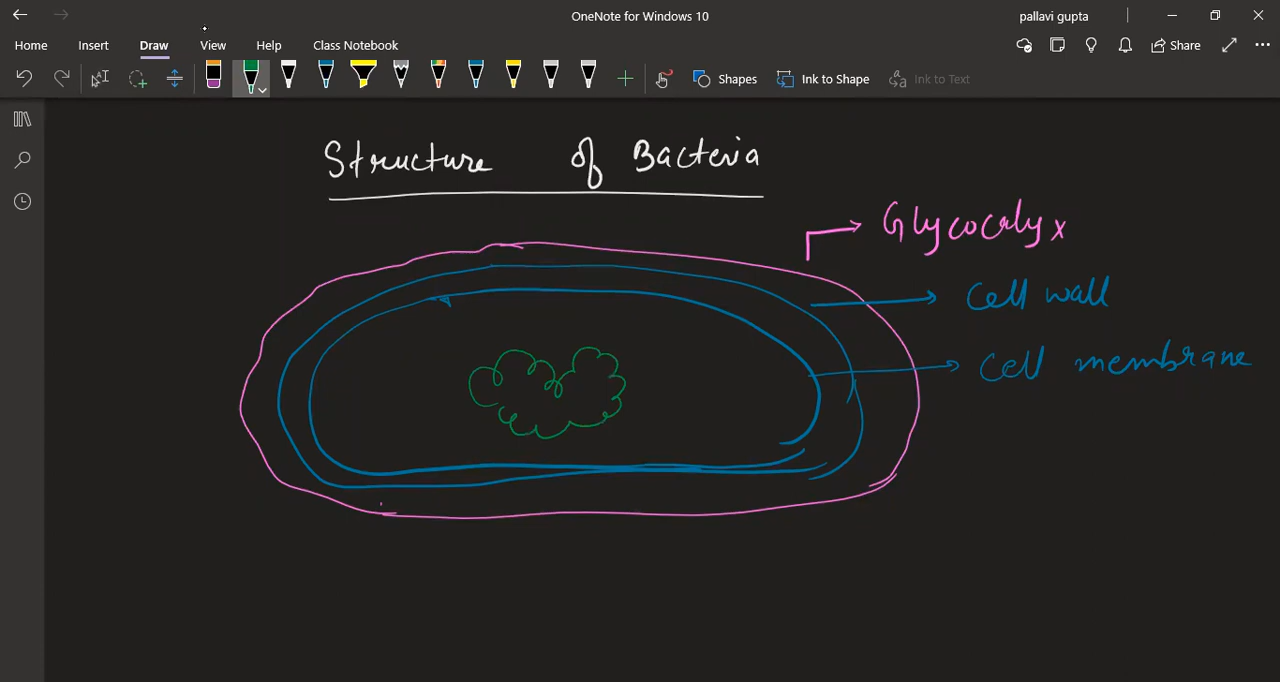 OneNote for Windows 10
pallavi gupta
Home Insert Draw View Help Class Notebook
Share
Shapes Ink to Shape Ink to Text
Structure of Bacteria
Glycocalyx
Cell wall
Cell membrane